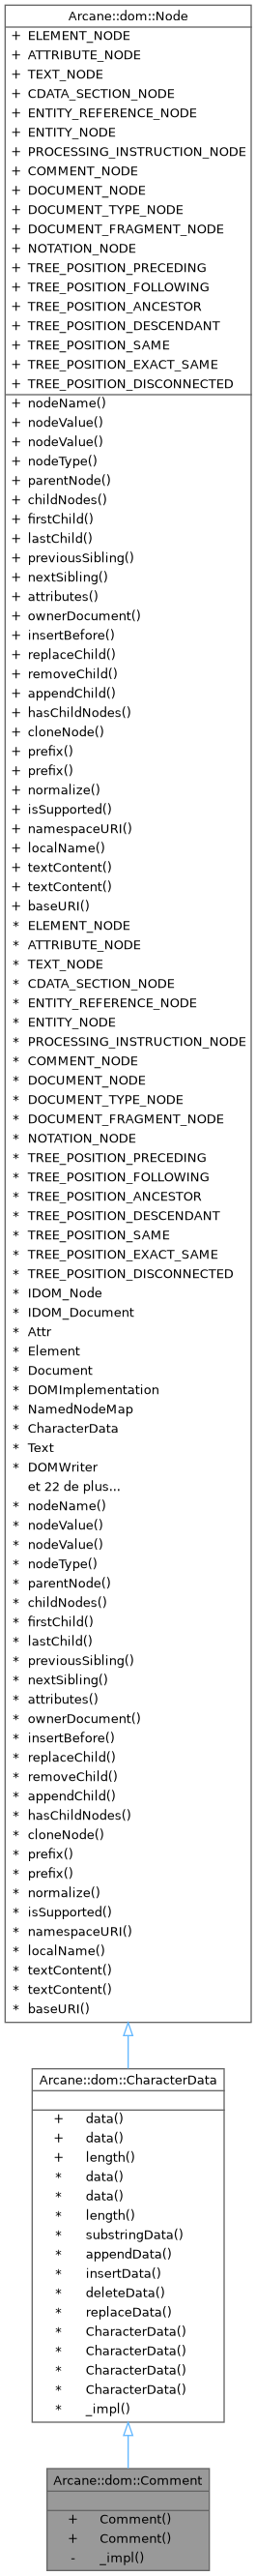 Arcane::dom::Node
+ ELEMENT_NODE
+ ATTRIBUTE_NODE
+ TEXT_NODE
+ CDATA_SECTION_NODE
+ ENTITY_REFERENCE_NODE
+ ENTITY_NODE
+ PROCESSING_INSTRUCTION_NODE
+ COMMENT_NODE
+ DOCUMENT_NODE
+ DOCUMENT_TYPE_NODE
+ DOCUMENT_FRAGMENT_NODE
+ NOTATION_NODE
+ TREE_POSITION_PRECEDING
+ TREE_POSITION_FOLLOWING
+ TREE_POSITION_ANCESTOR
+ TREE_POSITION_DESCENDANT
+ TREE_POSITION_SAME
+ TREE_POSITION_EXACT_SAME
+ TREE_POSITION_DISCONNECTED
+ nodeName()
+ nodeValue()
+ nodeValue()
+ nodeType()
+ parentNode()
+ childNodes()
+ firstChild()
+ lastChild()
+ previousSibling()
+ nextSibling()
+ attributes()
+ ownerDocument()
+ insertBefore()
+ replaceChild()
+ removeChild()
+ appendChild()
+ hasChildNodes()
+ cloneNode()
+ prefix()
+ prefix()
+ normalize()
+ isSupported()
+ namespaceURI()
+ localName()
+ textContent()
+ textContent()
+ baseURI()
* ELEMENT_NODE
* ATTRIBUTE_NODE
* TEXT_NODE
* CDATA_SECTION_NODE
* ENTITY_REFERENCE_NODE
* ENTITY_NODE
* PROCESSING_INSTRUCTION_NODE
* COMMENT_NODE
* DOCUMENT_NODE
* DOCUMENT_TYPE_NODE
* DOCUMENT_FRAGMENT_NODE
* NOTATION_NODE
* TREE_POSITION_PRECEDING
* TREE_POSITION_FOLLOWING
* TREE_POSITION_ANCESTOR
* TREE_POSITION_DESCENDANT
* TREE_POSITION_SAME
* TREE_POSITION_EXACT_SAME
* TREE_POSITION_DISCONNECTED
* IDOM_Node
* IDOM_Document
* Attr
* Element
* Document
* DOMImplementation
* NamedNodeMap
* CharacterData
* Text
* DOMWriter
et 22 de plus...
* nodeName()
* nodeValue()
* nodeValue()
* nodeType()
* parentNode()
* childNodes()
* firstChild()
* lastChild()
* previousSibling()
* nextSibling()
* attributes()
* ownerDocument()
* insertBefore()
* replaceChild()
* removeChild()
* appendChild()
* hasChildNodes()
* cloneNode()
* prefix()
* prefix()
* normalize()
* isSupported()
* namespaceURI()
* localName()
* textContent()
* textContent()
* baseURI()
Arcane::dom::CharacterData
+ data()
+ data()
+ length()
* data()
* data()
* length()
* substringData()
* appendData()
* insertData()
* deleteData()
* replaceData()
* CharacterData()
* CharacterData()
* CharacterData()
* CharacterData()
* _impl()
Arcane::dom::Comment
+ Comment()
+ Comment()
- _impl()